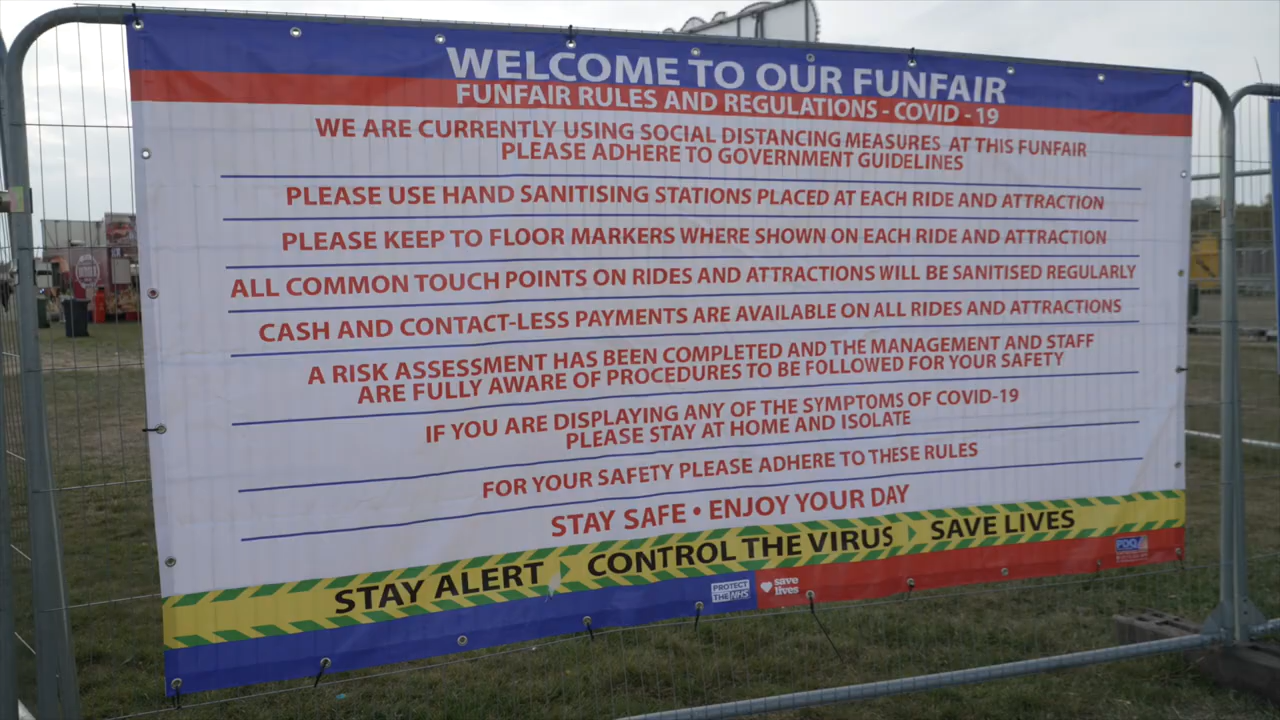 WELCOME TO OUR FUNFAIR
FUNFAIR RULES AND REGULATIONS - COVID - 19
WE ARE CURRENTLY USING SOCIAL DISTANCING MEASURES AT THIS FUNFAIR
PLEASE ADHERE TO GOVERNMENT GUIDELINES
PLEASE USE HAND SANITISING STATIONS PLACED AT EACH RIDE AND ATTRACTION
PLEASE KEEP TO FLOOR MARKERS WHERE SHOWN ON EACH RIDE AND ATTRACTION
ALL COMMON TOUCH POINTS ON RIDES AND ATTRACTIONS WILL BE SANITISED REGULARLY
CASH AND CONTACT-LESS PAYMENTS ARE AVAILABLE ON ALL RIDES AND ATTRACTIONS
A RISK ASSESSMENT HAS BEEN COMPLETED AND THE MANAGEMENT AND STAFF
ARE FULLY AWARE OF PROCEDURES TO BE FOLLOWED FOR YOUR SAFETY
IF YOU ARE DISPLAYING ANY OF THE SYMPTOMS OF COVID-19
PLEASE STAY AT HOME AND ISOLATE
FOR YOUR SAFETY PLEASE ADHERE TO THESE RULES
STAY SAFE • ENJOY YOUR DAY
STAY ALERT CONTROL THE VIRUS SAVE LIVES
PROTECT
THE NHS
save
lives